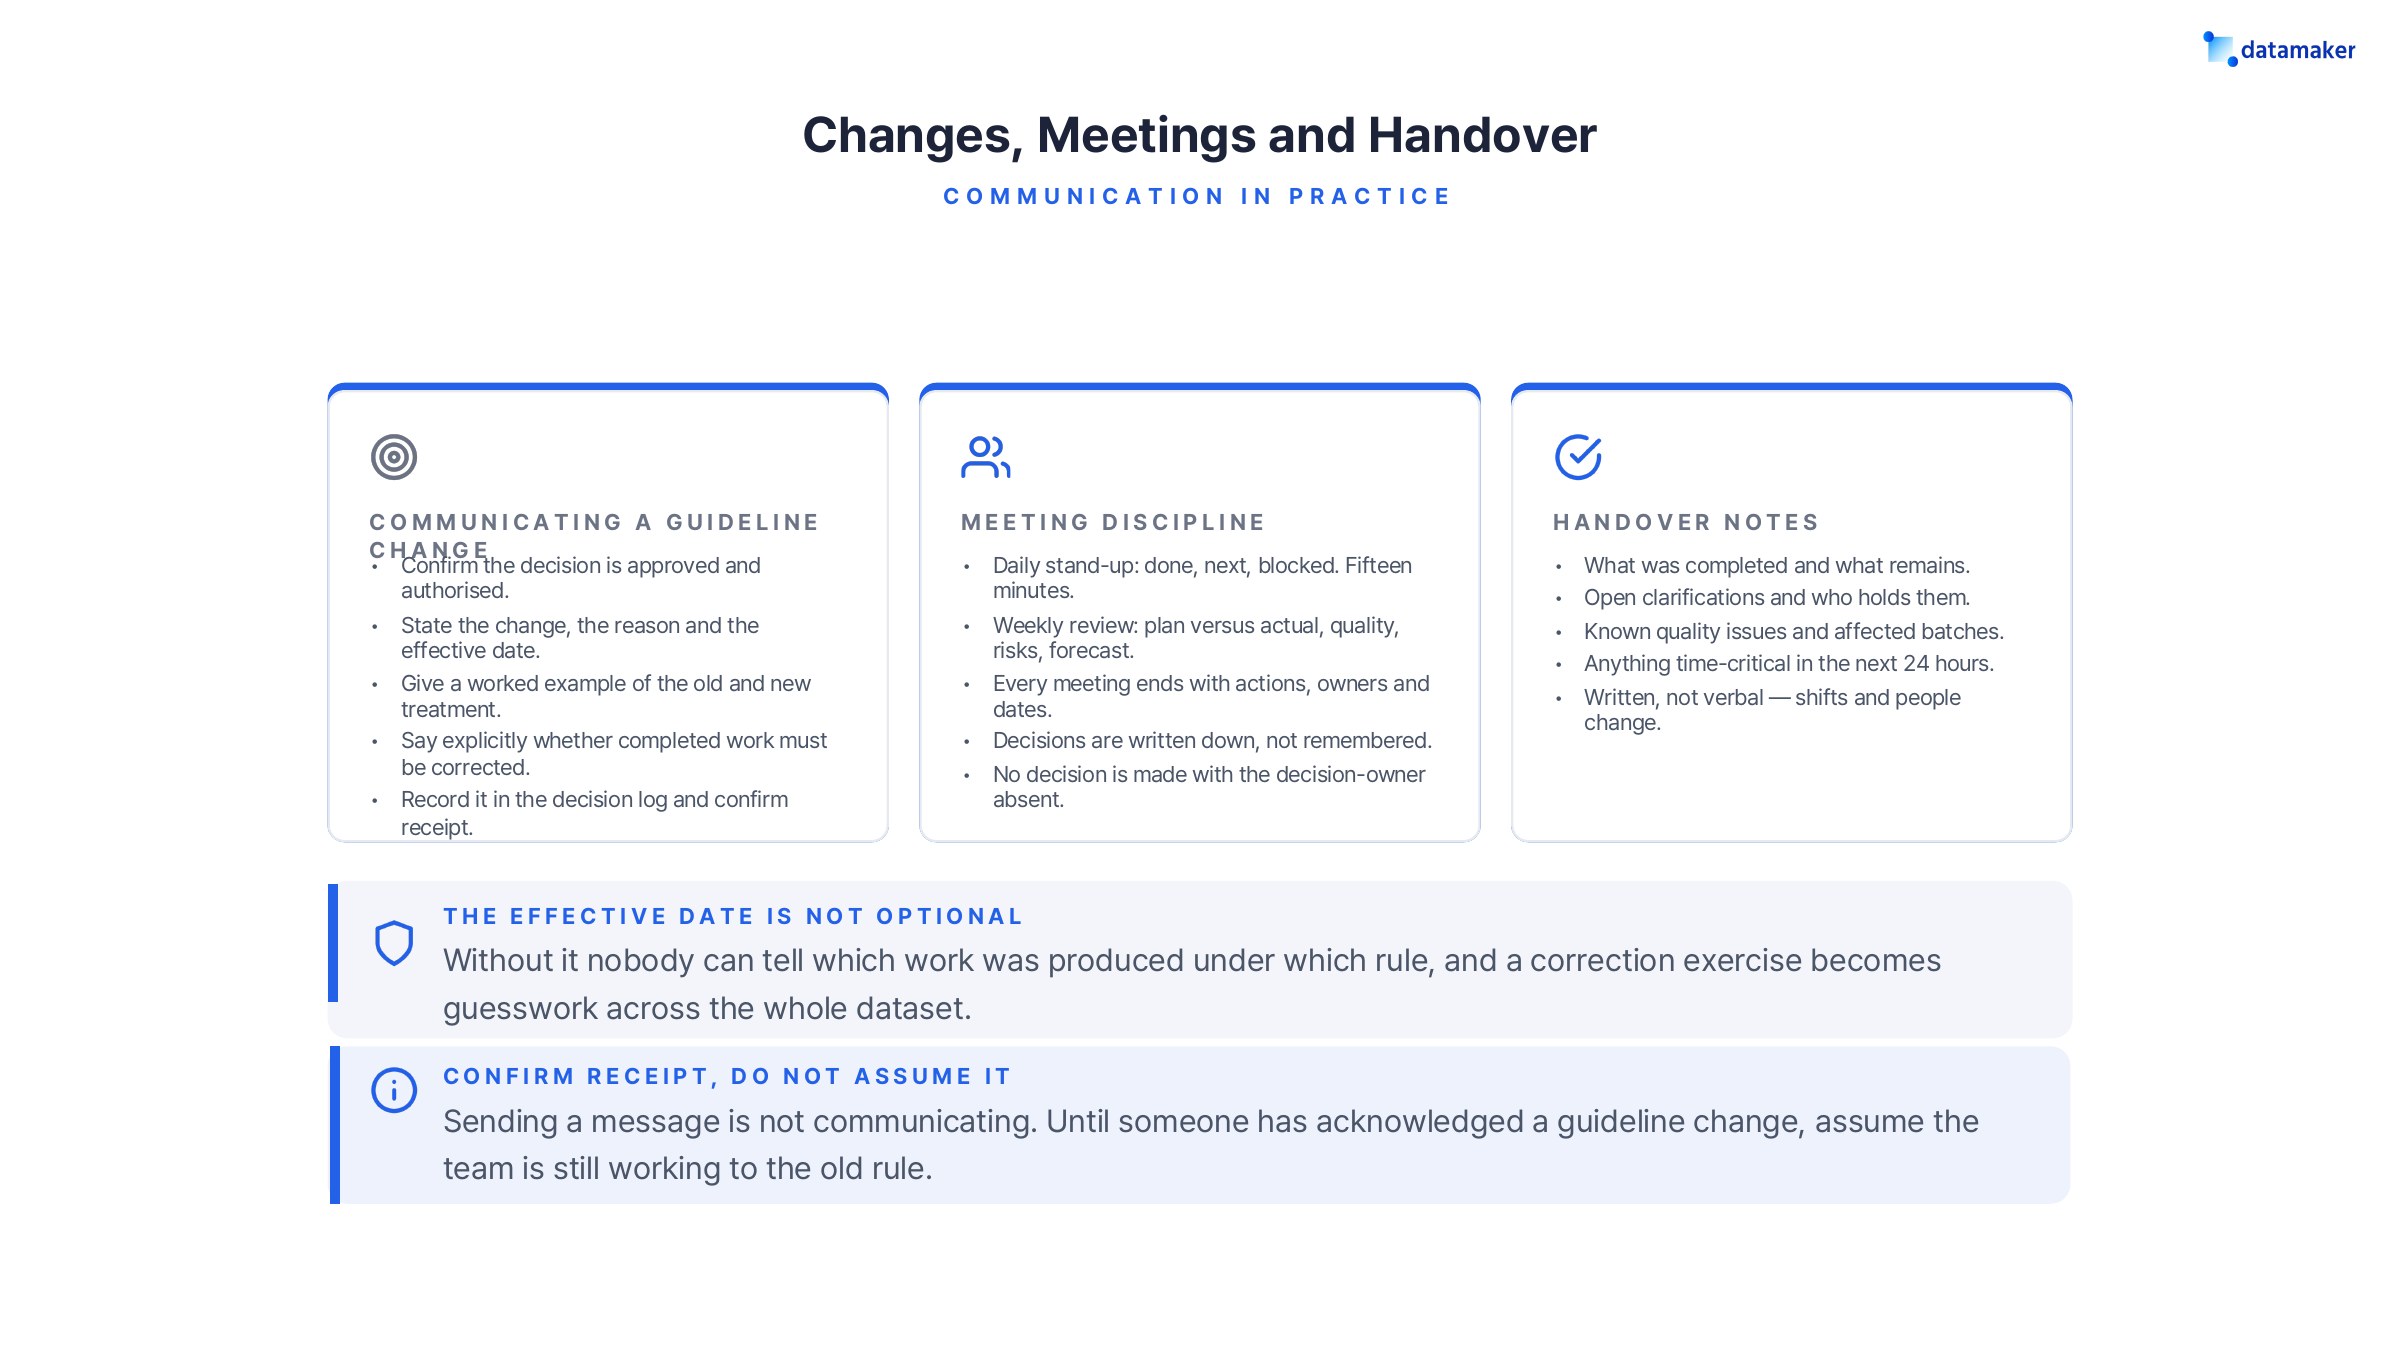 datamaker
Changes, Meetings and Handover
COMMUNICATION IN PRACTICE
COMMUNICATING A GUIDELINE
CHANGE
• Confirm the decision is approved and
authorised.
• State the change, the reason and the
effective date.
• Give a worked example of the old and new
treatment.
• Say explicitly whether completed work must
be corrected.
• Record it in the decision log and confirm
receipt.
MEETING DISCIPLINE
• Daily stand-up: done, next, blocked. Fifteen
minutes.
• Weekly review: plan versus actual, quality,
risks, forecast.
• Every meeting ends with actions, owners and
dates.
• Decisions are written down, not remembered.
• No decision is made with the decision-owner
absent.
HANDOVER NOTES
• What was completed and what remains.
• Open clarifications and who holds them.
• Known quality issues and affected batches.
• Anything time-critical in the next 24 hours.
• Written, not verbal — shifts and people
change.
THE EFFECTIVE DATE IS NOT OPTIONAL
Without it nobody can tell which work was produced under which rule, and a correction exercise becomes
guesswork across the whole dataset.
CONFIRM RECEIPT, DO NOT ASSUME IT
Sending a message is not communicating. Until someone has acknowledged a guideline change, assume the
team is still working to the old rule.